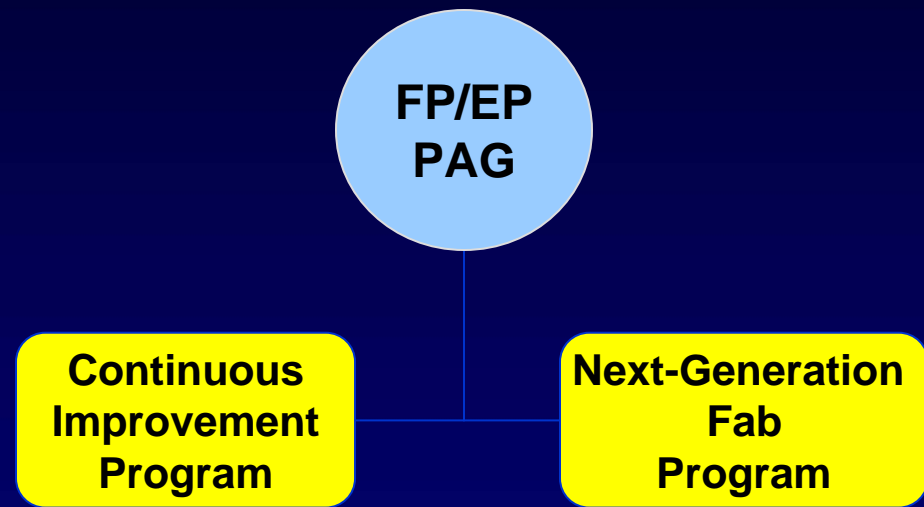 FP/EP
PAG
Continuous
Improvement
Program
Next-Generation
Fab
Program